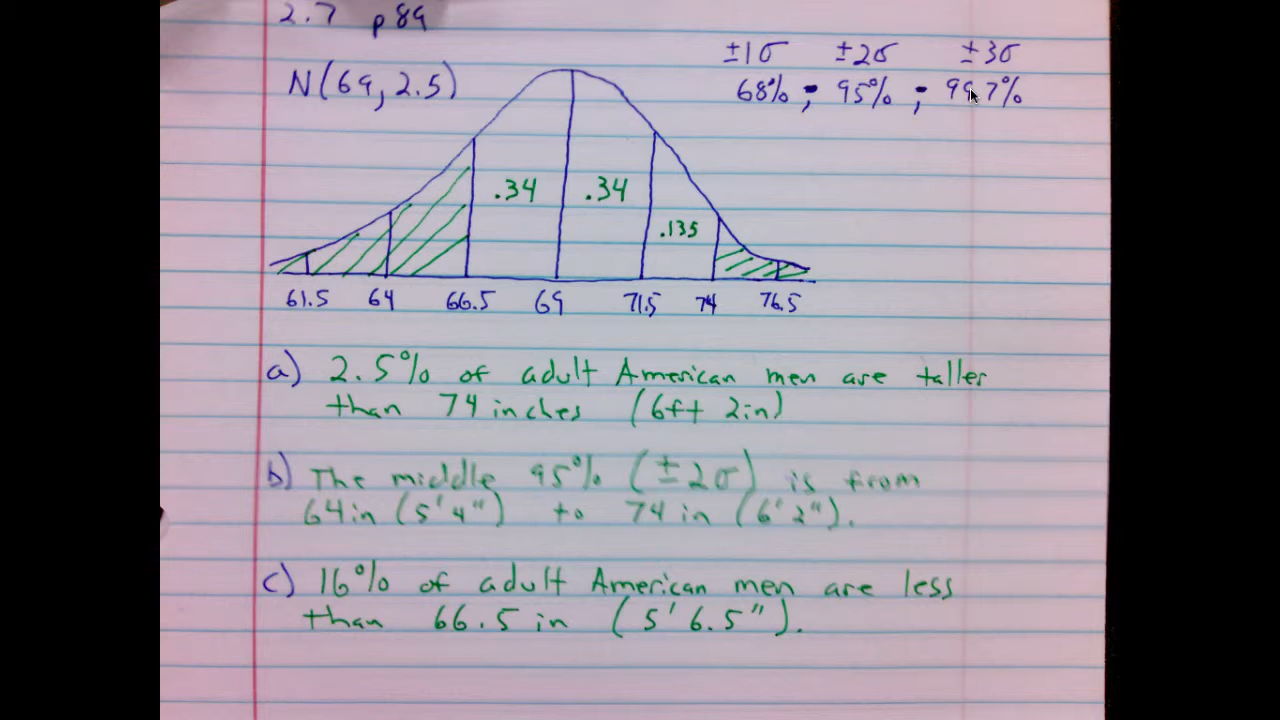 2.7 p89
±1σ ±2σ ±3σ
N(69, 2.5)
68% ; 95% ; 99.7%
.34 .34
.135
61.5 64 66.5 69 71.5 74 76.5
a) 2.5% of adult American men are taller
than 74 inches (6ft 2in)
b) The middle 95% (±2σ) is from
64in (5'4") to 74 in (6'2").
c) 16% of adult American men are less
than 66.5 in (5' 6.5").